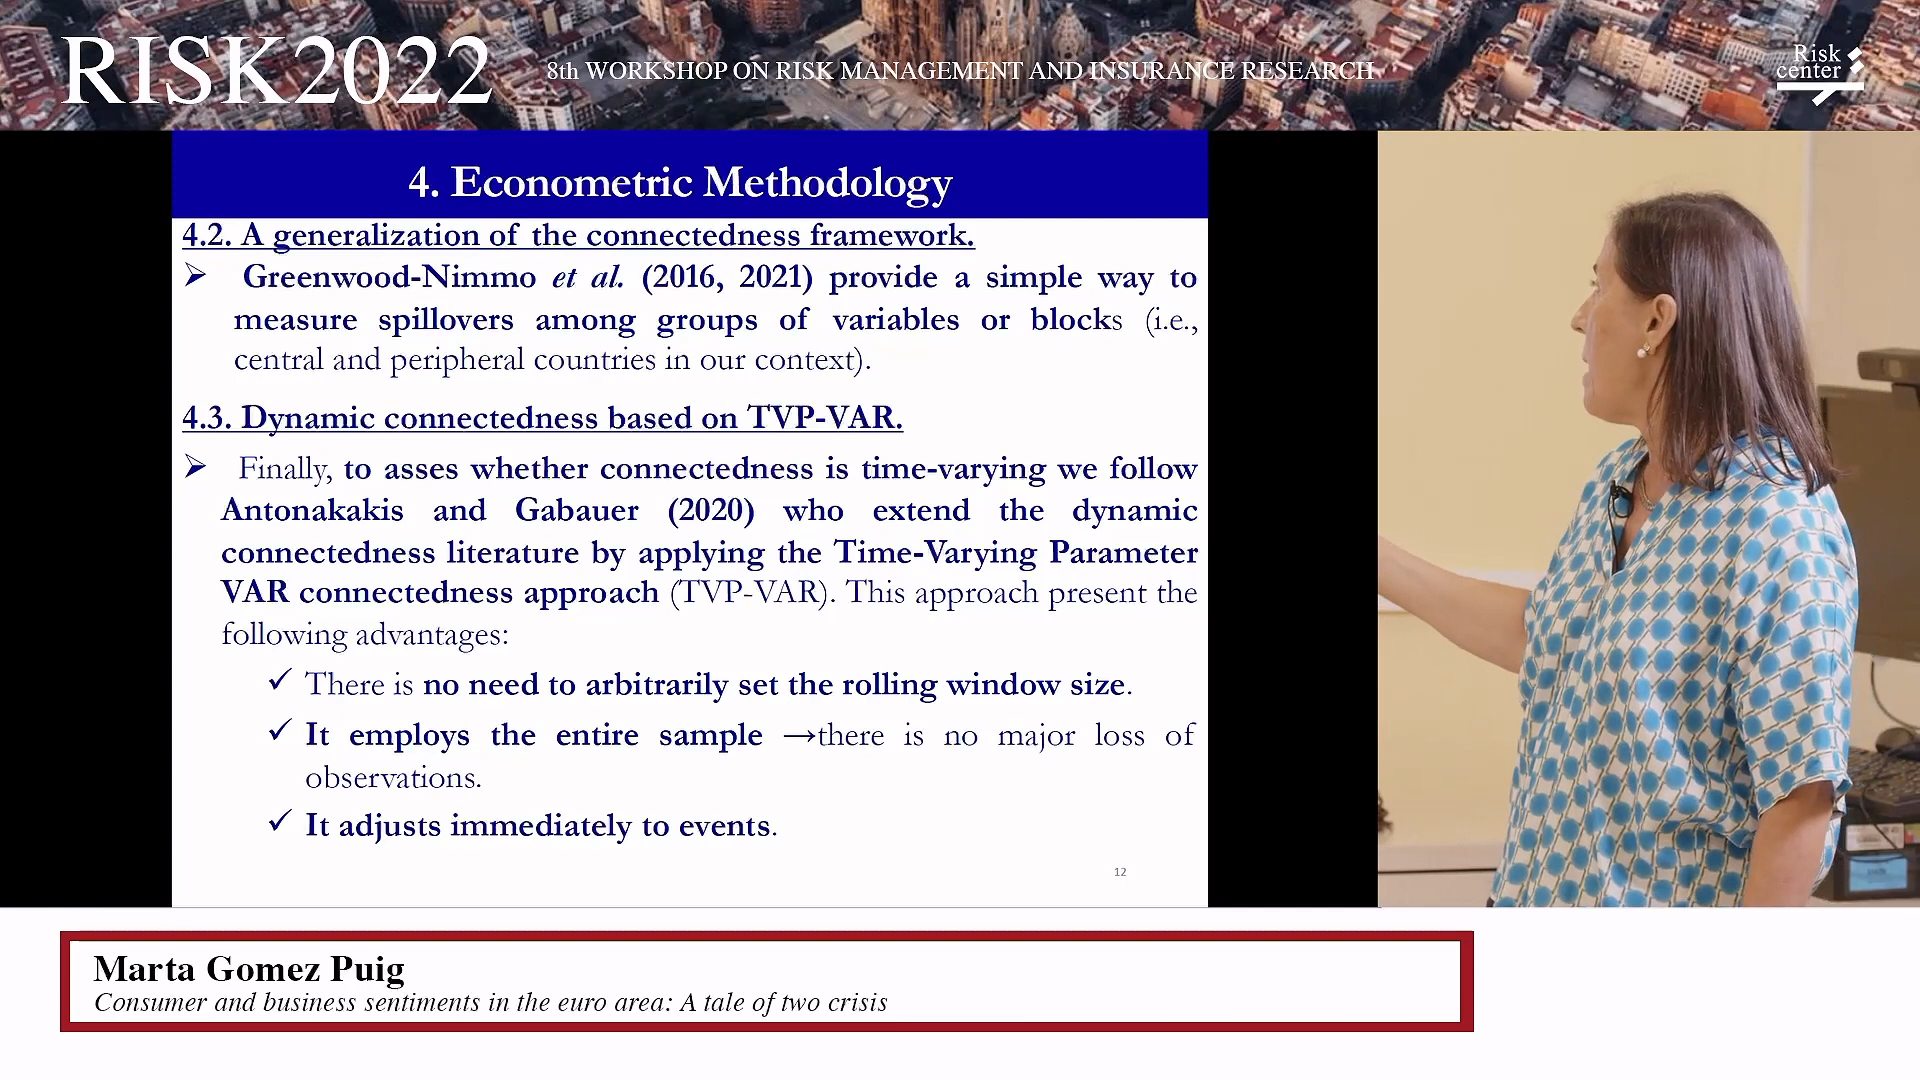 RISK2022
8th WORKSHOP ON RISK MANAGEMENT AND INSURANCE RESEARCH
Risk
center
4. Econometric Methodology
4.2. A generalization of the connectedness framework.
➢ Greenwood-Nimmo et al. (2016, 2021) provide a simple way to
measure spillovers among groups of variables or blocks (i.e.,
central and peripheral countries in our context).
4.3. Dynamic connectedness based on TVP-VAR.
➢ Finally, to asses whether connectedness is time-varying we follow
Antonakakis and Gabauer (2020) who extend the dynamic
connectedness literature by applying the Time-Varying Parameter
VAR connectedness approach (TVP-VAR). This approach present the
following advantages:
✓ There is no need to arbitrarily set the rolling window size.
✓ It employs the entire sample →there is no major loss of
observations.
✓ It adjusts immediately to events.
12
Marta Gomez Puig
Consumer and business sentiments in the euro area: A tale of two crisis